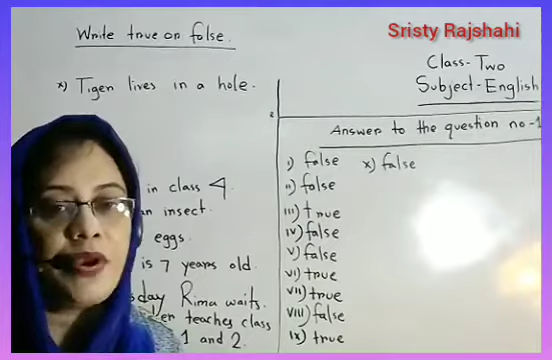 Sristy Rajshahi
Write true or false.
Class-Two
Subject-English
x) Tiger lives in a hole.
Answer to the question no-1
i) false
x) false
ii) false
iii) true
iv) false
v) false
vi) true
vii) true
viii) false
ix) true
in class 4
an insect.
eggs.
is 7 years old.
day Rima waits.
teaches class
1 and 2.